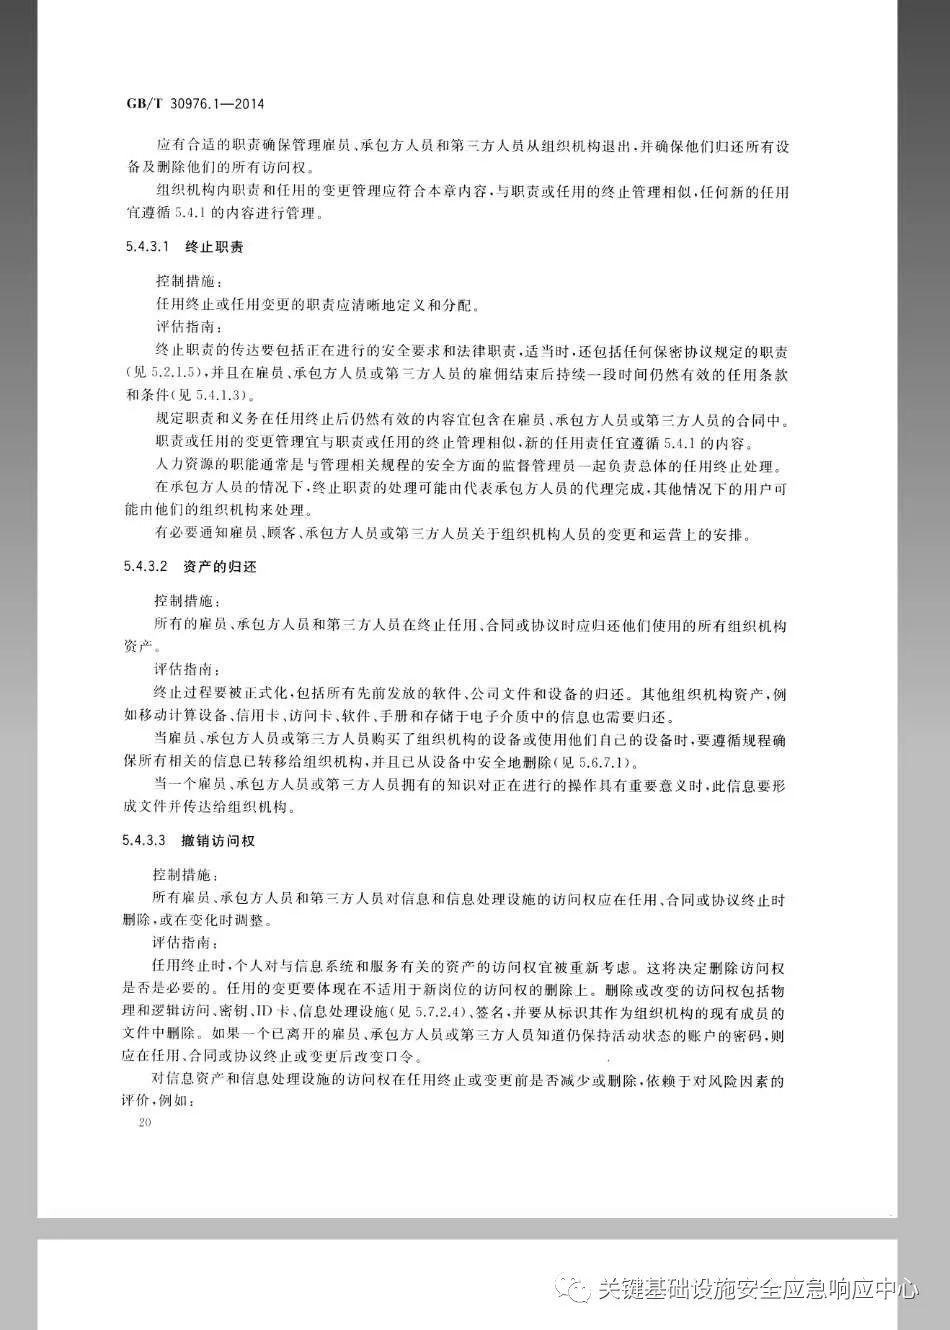 GB/T 30976.1—2014
应有合适的职责确保管理雇员、承包方人员和第三方人员从组织机构退出,并确保他们归还所有设
备及删除他们的所有访问权。
组织机构内职责和任用的变更管理应符合本章内容,与职责或任用的终止管理相似,任何新的任用
宜遵循 5.4.1 的内容进行管理。
5.4.3.1 终止职责
控制措施:
任用终止或任用变更的职责应清晰地定义和分配。
评估指南:
终止职责的传达要包括正在进行的安全要求和法律职责,适当时,还包括任何保密协议规定的职责
(见 5.2.1.5),并且在雇员、承包方人员或第三方人员的雇佣结束后持续一段时间仍然有效的任用条款
和条件(见 5.4.1.3)。
规定职责和义务在任用终止后仍然有效的内容宜包含在雇员、承包方人员或第三方人员的合同中。
职责或任用的变更管理宜与职责或任用的终止管理相似,新的任用责任宜遵循 5.4.1 的内容。
人力资源的职能通常是与管理相关规程的安全方面的监督管理员一起负责总体的任用终止处理。
在承包方人员的情况下,终止职责的处理可能由代表承包方人员的代理完成,其他情况下的用户可
能由他们的组织机构来处理。
有必要通知雇员、顾客、承包方人员或第三方人员关于组织机构人员的变更和运营上的安排。
5.4.3.2 资产的归还
控制措施:
所有的雇员、承包方人员和第三方人员在终止任用、合同或协议时应归还他们使用的所有组织机构
资产。
评估指南:
终止过程要被正式化,包括所有先前发放的软件、公司文件和设备的归还。其他组织机构资产,例
如移动计算设备、信用卡、访问卡、软件、手册和存储于电子介质中的信息也需要归还。
当雇员、承包方人员或第三方人员购买了组织机构的设备或使用他们自己的设备时,要遵循规程确
保所有相关的信息已转移给组织机构,并且已从设备中安全地删除(见 5.6.7.1)。
当一个雇员、承包方人员或第三方人员拥有的知识对正在进行的操作具有重要意义时,此信息要形
成文件并传达给组织机构。
5.4.3.3 撤销访问权
控制措施:
所有雇员、承包方人员和第三方人员对信息和信息处理设施的访问权应在任用、合同或协议终止时
删除,或在变化时调整。
评估指南:
任用终止时,个人对与信息系统和服务有关的资产的访问权宜被重新考虑。这将决定删除访问权
是否是必要的。任用的变更要体现在不适用于新岗位的访问权的删除上。删除或改变的访问权包括物
理和逻辑访问、密钥、ID 卡、信息处理设施(见 5.7.2.4)、签名,并要从标识其作为组织机构的现有成员的
文件中删除。如果一个已离开的雇员、承包方人员或第三方人员知道仍保持活动状态的账户的密码,则
应在任用、合同或协议终止或变更后改变口令。
对信息资产和信息处理设施的访问权在任用终止或变更前是否减少或删除,依赖于对风险因素的
评价,例如:
20
关键基础设施安全应急响应中心